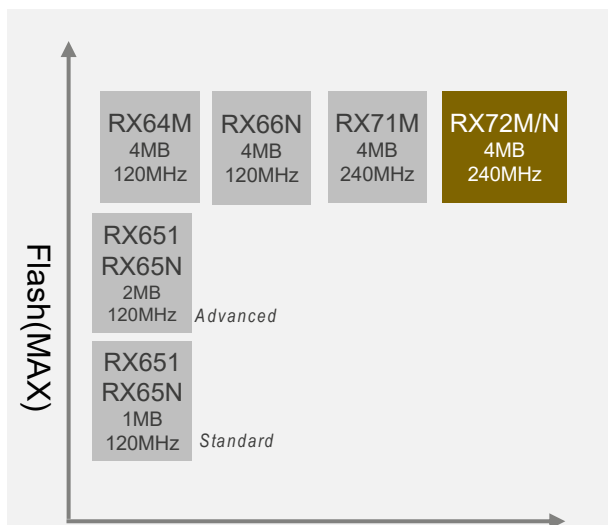 RX64M
4MB
120MHz
RX66N
4MB
120MHz
RX71M
4MB
240MHz
RX72M/N
4MB
240MHz
RX651
RX65N
2MB
120MHz
Advanced
RX651
RX65N
1MB
120MHz
Standard
Flash(MAX)